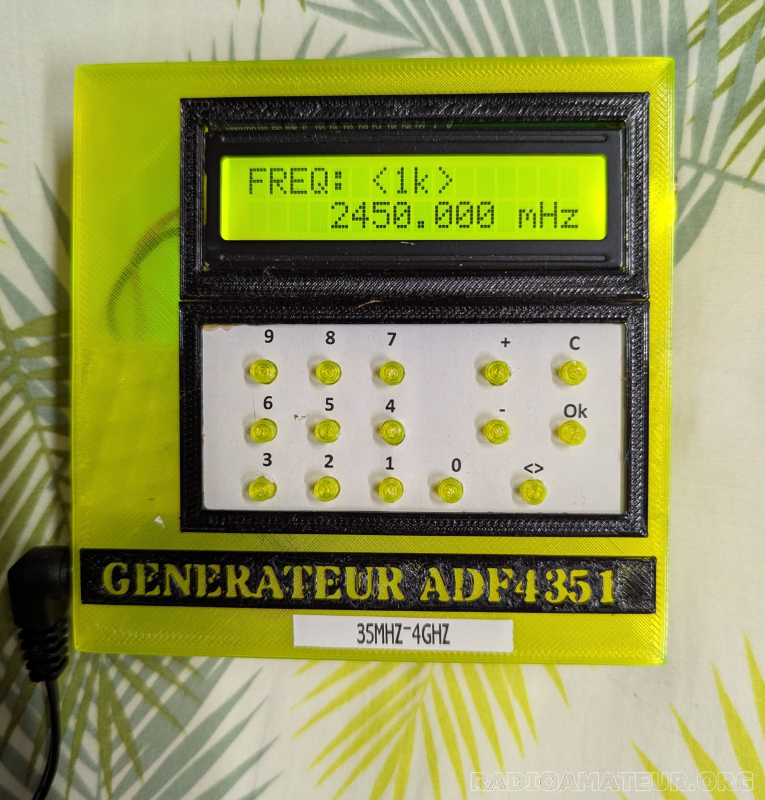 FREQ: <1k>
2450.000 mHz
9 8 7 + C
6 5 4 - Ok
3 2 1 0 <>
GENERATEUR ADF4351
35MHZ-4GHZ
RADIOAMATEUR.ORG